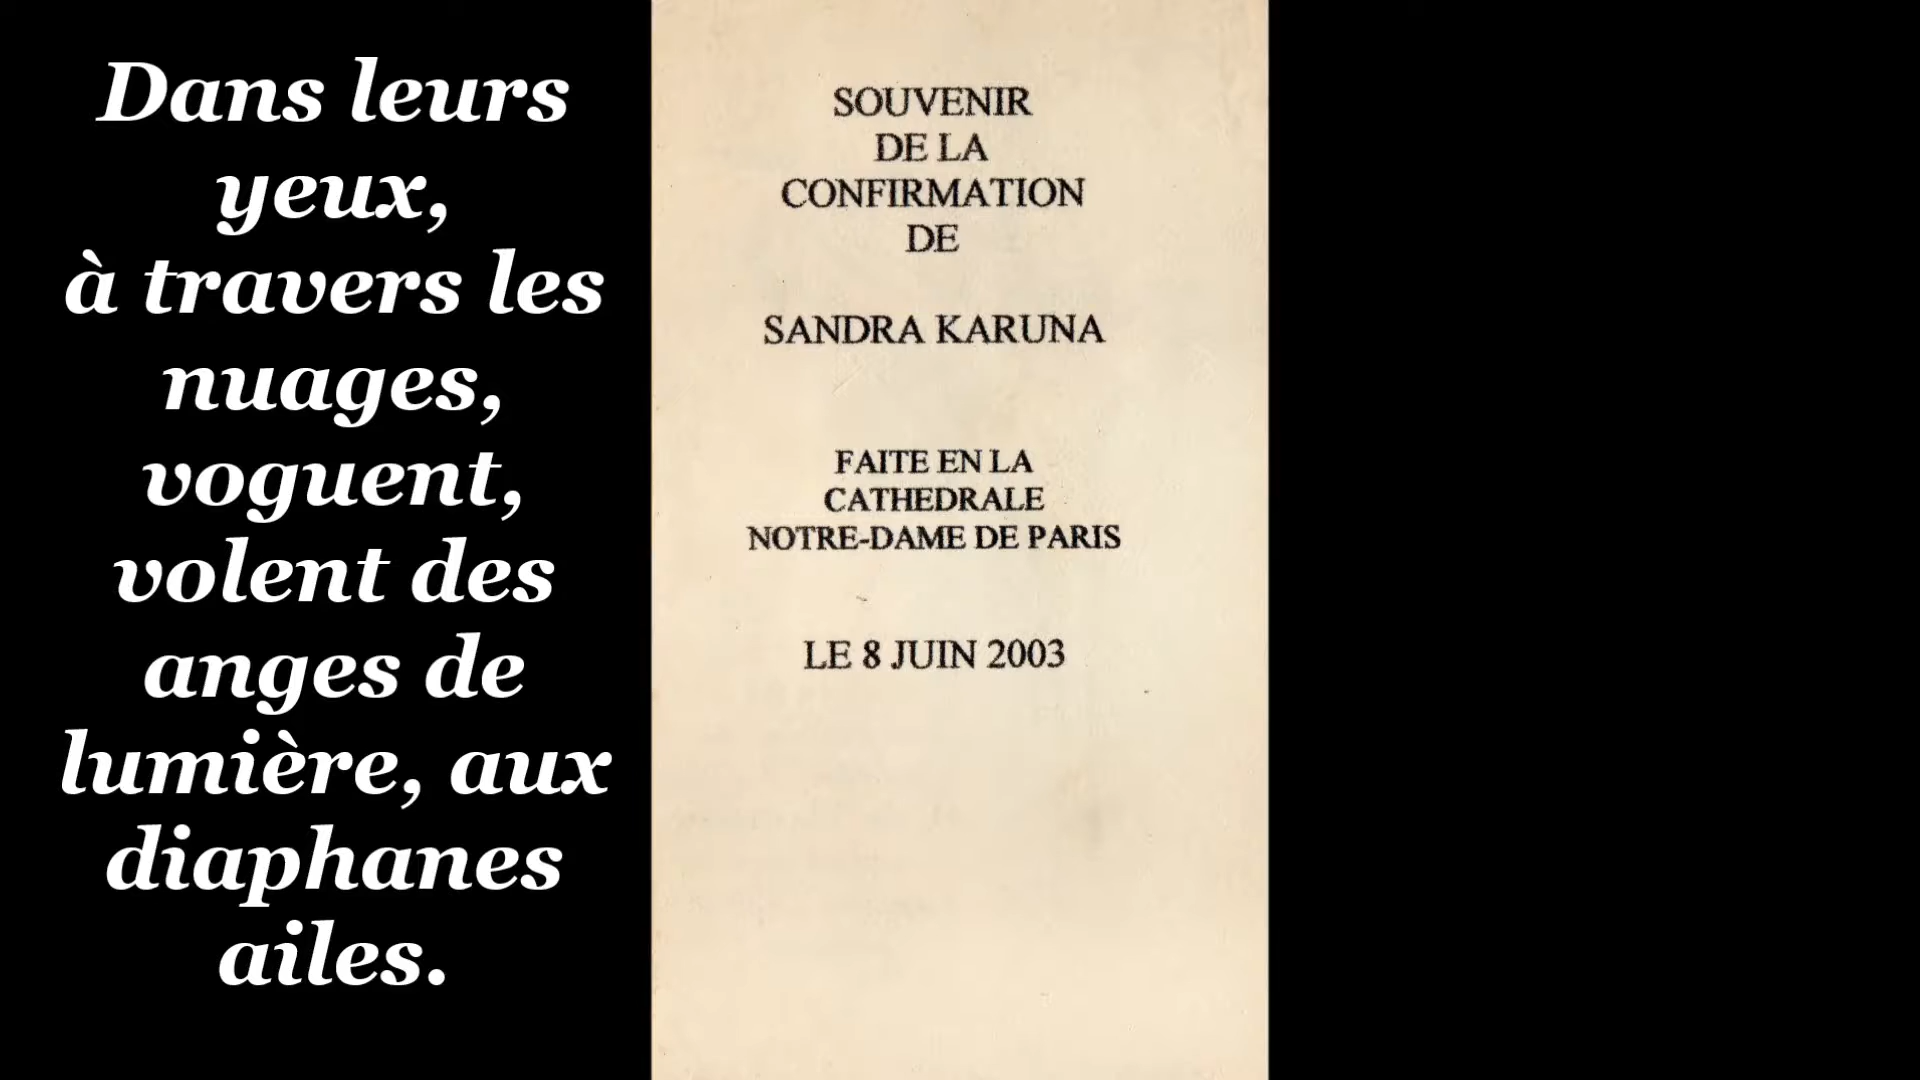 Dans leurs
yeux,
à travers les
nuages,
voguent,
volent des
anges de
lumière, aux
diaphanes
ailes.
SOUVENIR
DE LA
CONFIRMATION
DE
SANDRA KARUNA
FAITE EN LA
CATHEDRALE
NOTRE-DAME DE PARIS
LE 8 JUIN 2003